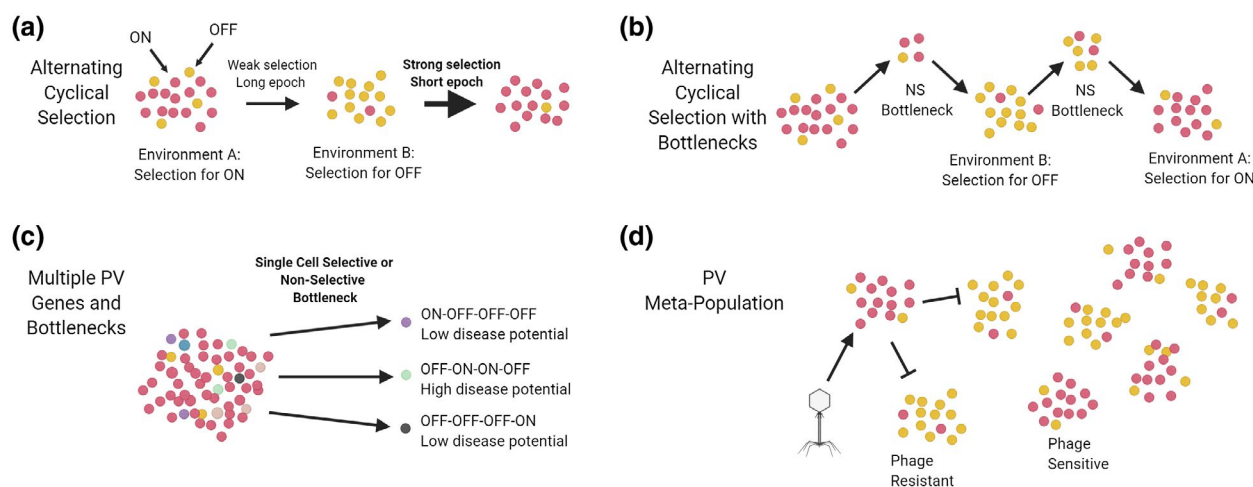 (a)
ON
OFF
Alternating
Cyclical
Selection
Weak selection
Long epoch
Strong selection
Short epoch
Environment A:
Selection for ON
Environment B:
Selection for OFF
(b)
Alternating
Cyclical
Selection with
Bottlenecks
NS
Bottleneck
NS
Bottleneck
Environment B:
Selection for OFF
Environment A:
Selection for ON
(c)
Multiple PV
Genes and
Bottlenecks
Single Cell Selective or
Non-Selective
Bottleneck
ON-OFF-OFF-OFF
Low disease potential
OFF-ON-ON-OFF
High disease potential
OFF-OFF-OFF-ON
Low disease potential
(d)
PV
Meta-Population
Phage
Resistant
Phage
Sensitive